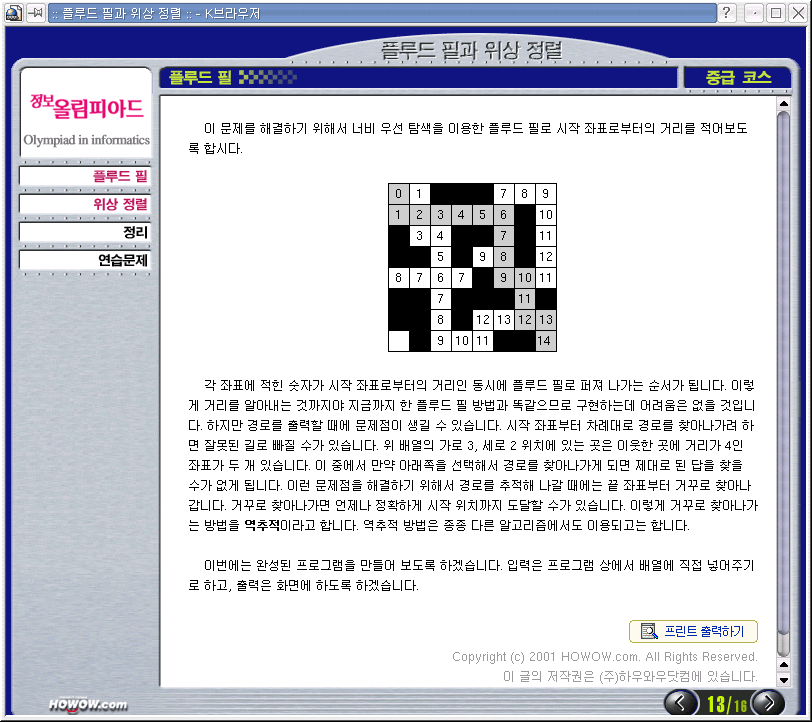 :: 플루드 필과 위상 정렬 :: - K브라우저
플루드 필과 위상 정렬
플루드 필
중급 코스
정보올림피아드
Olympiad in informatics
플루드 필
위상 정렬
정리
연습문제
이 문제를 해결하기 위해서 너비 우선 탐색을 이용한 플루드 필로 시작 좌표로부터의 거리를 적어보도
록 합시다.
0 1 7 8 9
1 2 3 4 5 6 10
3 4 7 11
5 9 8 12
8 7 6 7 9 10 11
7 11
8 12 13 12 13
9 10 11 14
각 좌표에 적힌 숫자가 시작 좌표로부터의 거리인 동시에 플루드 필로 퍼져 나가는 순서가 됩니다. 이렇
게 거리를 알아내는 것까지야 지금까지 한 플루드 필 방법과 똑같으므로 구현하는데 어려움은 없을 것입니
다. 하지만 경로를 출력할 때에 문제점이 생길 수 있습니다. 시작 좌표부터 차례대로 경로를 찾아나가려 하
면 잘못된 길로 빠질 수가 있습니다. 위 배열의 가로 3, 세로 2 위치에 있는 곳은 이웃한 곳에 거리가 4인
좌표가 두 개 있습니다. 이 중에서 만약 아래쪽을 선택해서 경로를 찾아나가게 되면 제대로 된 답을 찾을
수가 없게 됩니다. 이런 문제점을 해결하기 위해서 경로를 추적해 나갈 때에는 끝 좌표부터 거꾸로 찾아나
갑니다. 거꾸로 찾아나가면 언제나 정확하게 시작 위치까지 도달할 수가 있습니다. 이렇게 거꾸로 찾아나가
는 방법을 역추적이라고 합니다. 역추적 방법은 종종 다른 알고리즘에서도 이용되고는 합니다.
이번에는 완성된 프로그램을 만들어 보도록 하겠습니다. 입력은 프로그램 상에서 배열에 직접 넣어주기
로 하고, 출력은 화면에 하도록 하겠습니다.
프린트 출력하기
Copyright (c) 2001 HOWOW.com. All Rights Reserved.
이 글의 저작권은 (주)하우와우닷컴에 있습니다.
HOWOW.com
13/16